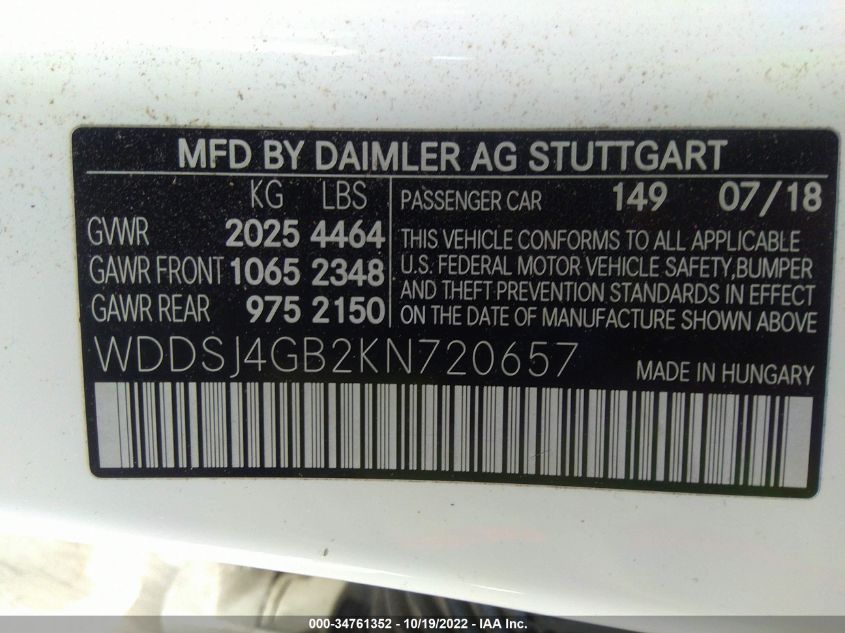 MFD BY DAIMLER AG STUTTGART
KG LBS
GVWR 2025 4464
GAWR FRONT 1065 2348
GAWR REAR 975 2150
PASSENGER CAR 149 07/18
THIS VEHICLE CONFORMS TO ALL APPLICABLE
U.S. FEDERAL MOTOR VEHICLE SAFETY,BUMPER
AND THEFT PREVENTION STANDARDS IN EFFECT
ON THE DATE OF MANUFACTURE SHOWN ABOVE
WDDSJ4GB2KN720657
MADE IN HUNGARY
000-34761352 - 10/19/2022 - IAA Inc.